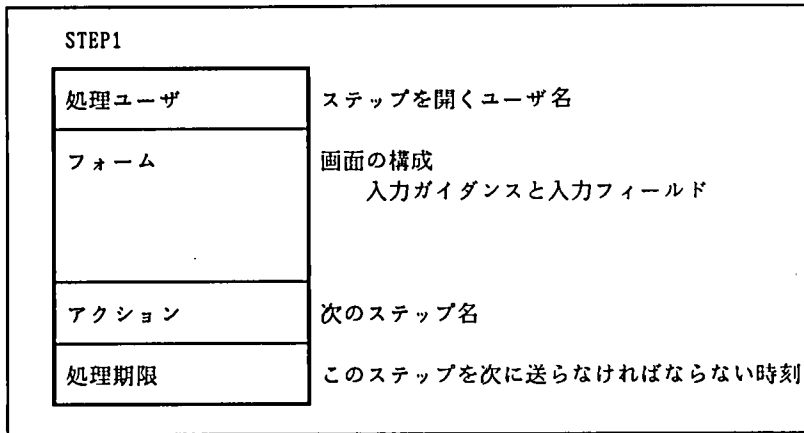 STEP1
処理ユーザ ステップを開くユーザ名
フォーム 画面の構成
入力ガイダンスと入力フィールド
アクション 次のステップ名
処理期限 このステップを次に送らなければならない時刻